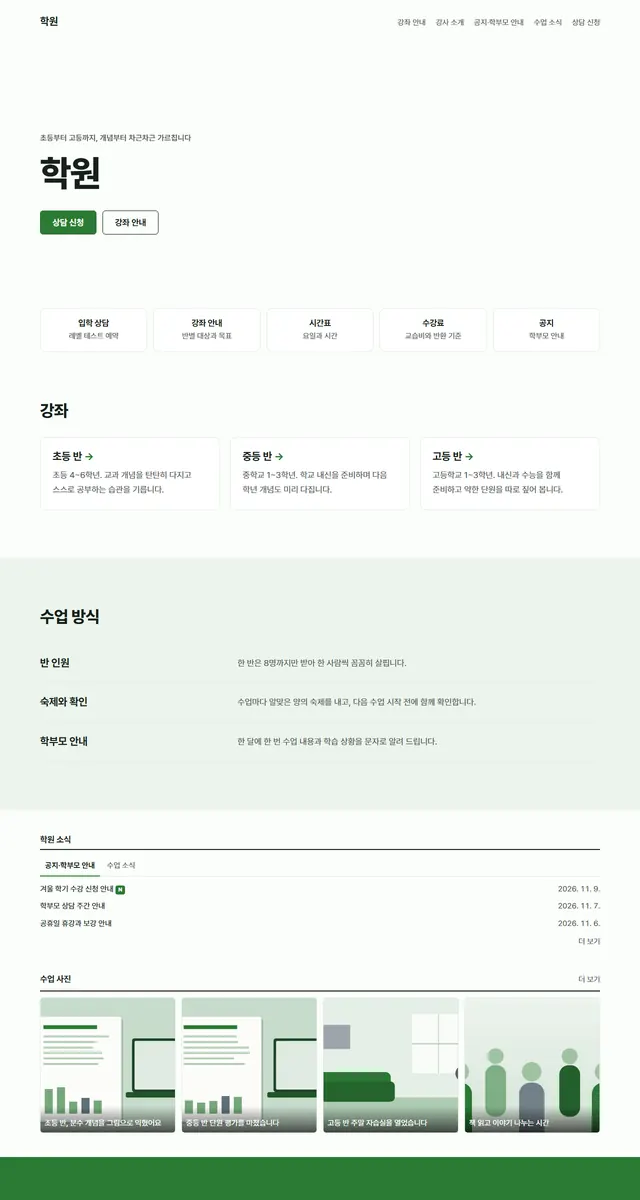 학원
강좌 안내 강사 소개 공지·학부모 안내 수업 소식 상담 신청
초등부터 고등까지, 개념부터 차근차근 가르칩니다
학원
상담 신청 강좌 안내
입학 상담
레벨 테스트 예약
강좌 안내
반별 대상과 목표
시간표
요일과 시간
수강료
교습비와 반환 기준
공지
학부모 안내
강좌
초등 반 →
초등 4~6학년. 교과 개념을 탄탄히 다지고
스스로 공부하는 습관을 기릅니다.
중등 반 →
중학교 1~3학년. 학교 내신을 준비하며 다음
학년 개념도 미리 다집니다.
고등 반 →
고등학교 1~3학년. 내신과 수능을 함께
준비하고 약한 단원을 따로 짚어 봅니다.
수업 방식
반 인원 한 반은 8명까지만 받아 한 사람씩 꼼꼼히 살핍니다.
숙제와 확인 수업마다 알맞은 양의 숙제를 내고, 다음 수업 시작 전에 함께 확인합니다.
학부모 안내 한 달에 한 번 수업 내용과 학습 상황을 문자로 알려 드립니다.
학원 소식
공지·학부모 안내 수업 소식
겨울 학기 수강 신청 안내 N 2026. 11. 9.
학부모 상담 주간 안내 2026. 11. 7.
공휴일 휴강과 보강 안내 2026. 11. 6.
더 보기
수업 사진 더 보기
초등 반, 분수 개념을 그림으로 익혔어요
중등 반 단원 평가를 마쳤습니다
고등 반 주말 자습실을 열었습니다
책 읽고 이야기 나누는 시간